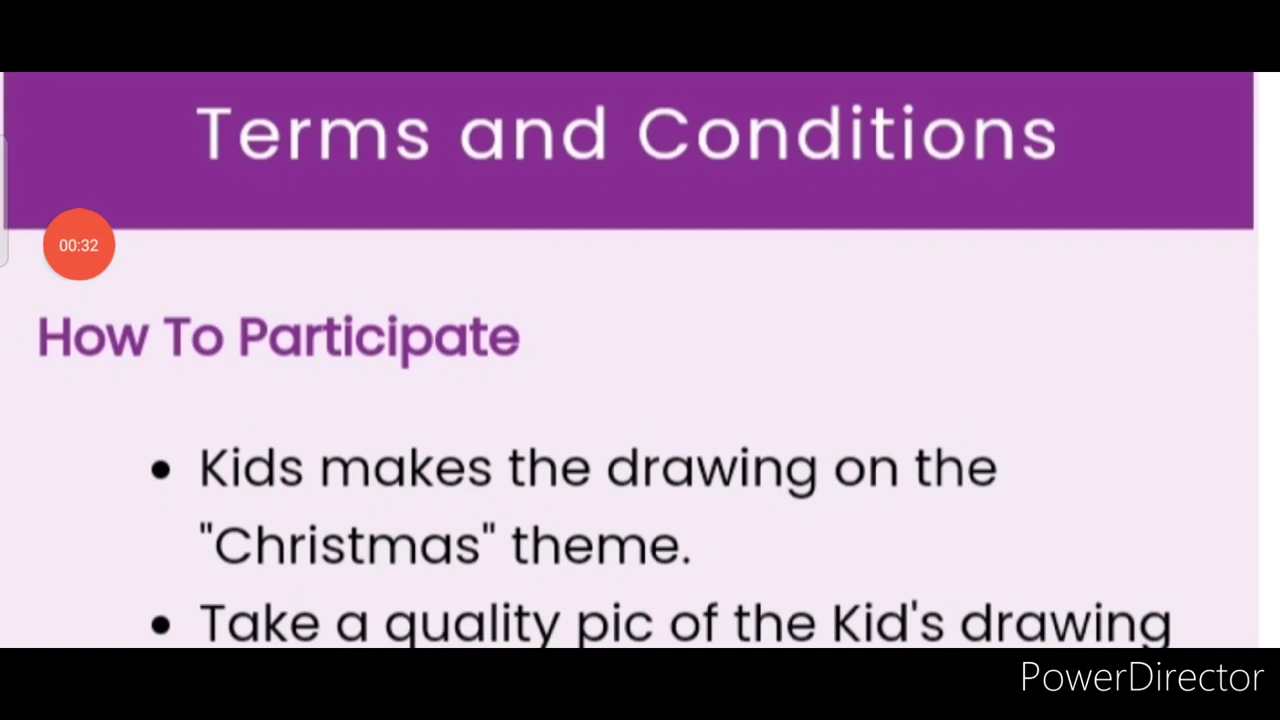 Terms and Conditions
00:32
How To Participate
• Kids makes the drawing on the
"Christmas" theme.
• Take a quality pic of the Kid's drawing
PowerDirector